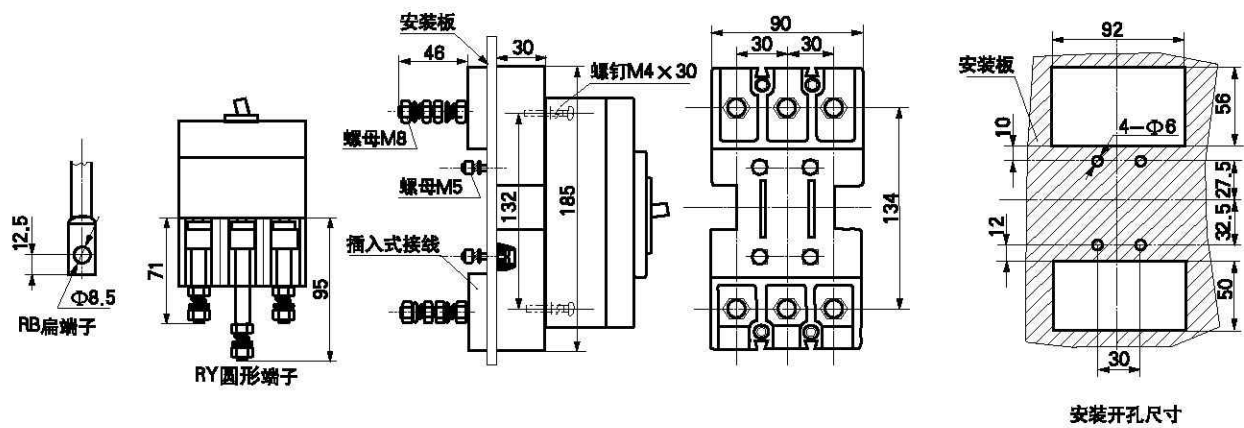 12.5
Φ8.5
RB扁端子
71
95
RY圆形端子
安装板
46
30
螺钉M4×30
螺母M8
螺母M5
插入式接线
132
185
90
30
30
134
92
安装板
56
10
4-Φ6
27.5
32.5
12
50
30
安装开孔尺寸